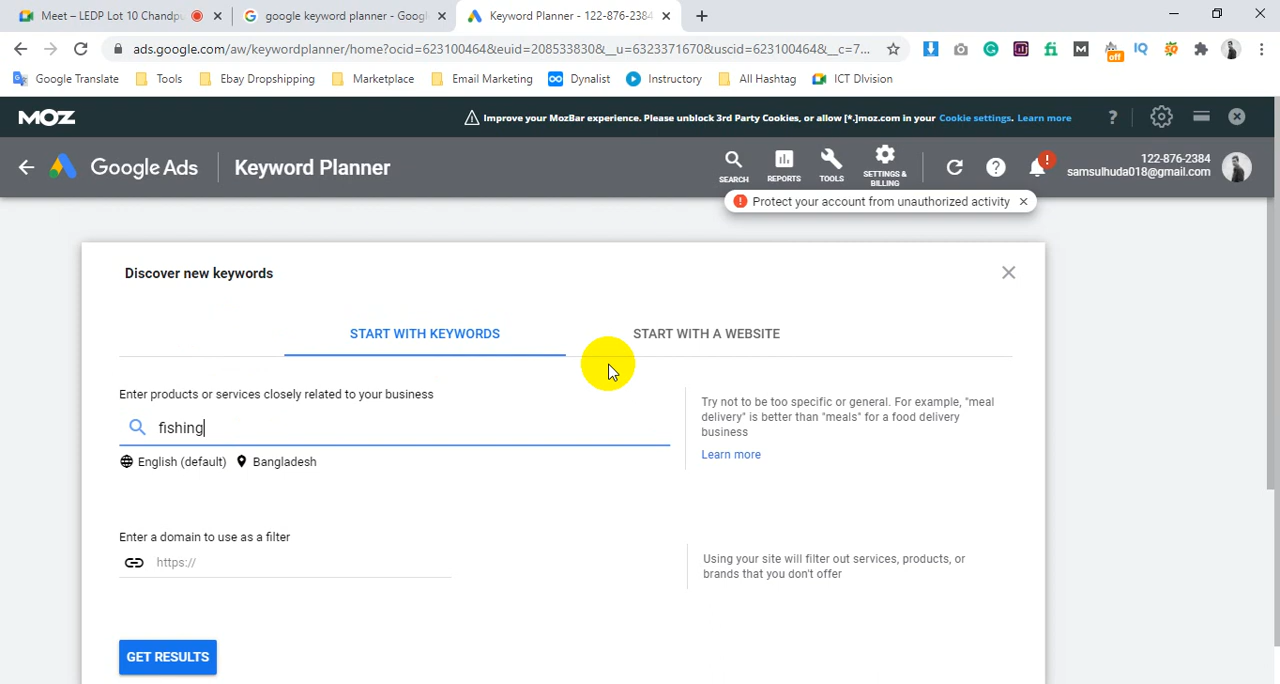 Meet – LEDP Lot 10 Chandpu
google keyword planner - Google
Keyword Planner - 122-876-2384
ads.google.com/aw/keywordplanner/home?ocid=623100464&euid=208533830&__u=6323371670&uscid=623100464&__c=7...
Google Translate
Tools
Ebay Dropshipping
Marketplace
Email Marketing
Dynalist
Instructory
All Hashtag
ICT DIvision
off
MOZ
Improve your MozBar experience. Please unblock 3rd Party Cookies, or allow [*.]moz.com in your Cookie settings. Learn more
Google Ads
Keyword Planner
SEARCH
REPORTS
TOOLS
SETTINGS & BILLING
122-876-2384
samsulhuda018@gmail.com
Protect your account from unauthorized activity
Discover new keywords
START WITH KEYWORDS
START WITH A WEBSITE
Enter products or services closely related to your business
fishing
English (default)
Bangladesh
Try not to be too specific or general. For example, "meal
delivery" is better than "meals" for a food delivery
business
Learn more
Enter a domain to use as a filter
https://
Using your site will filter out services, products, or
brands that you don't offer
GET RESULTS